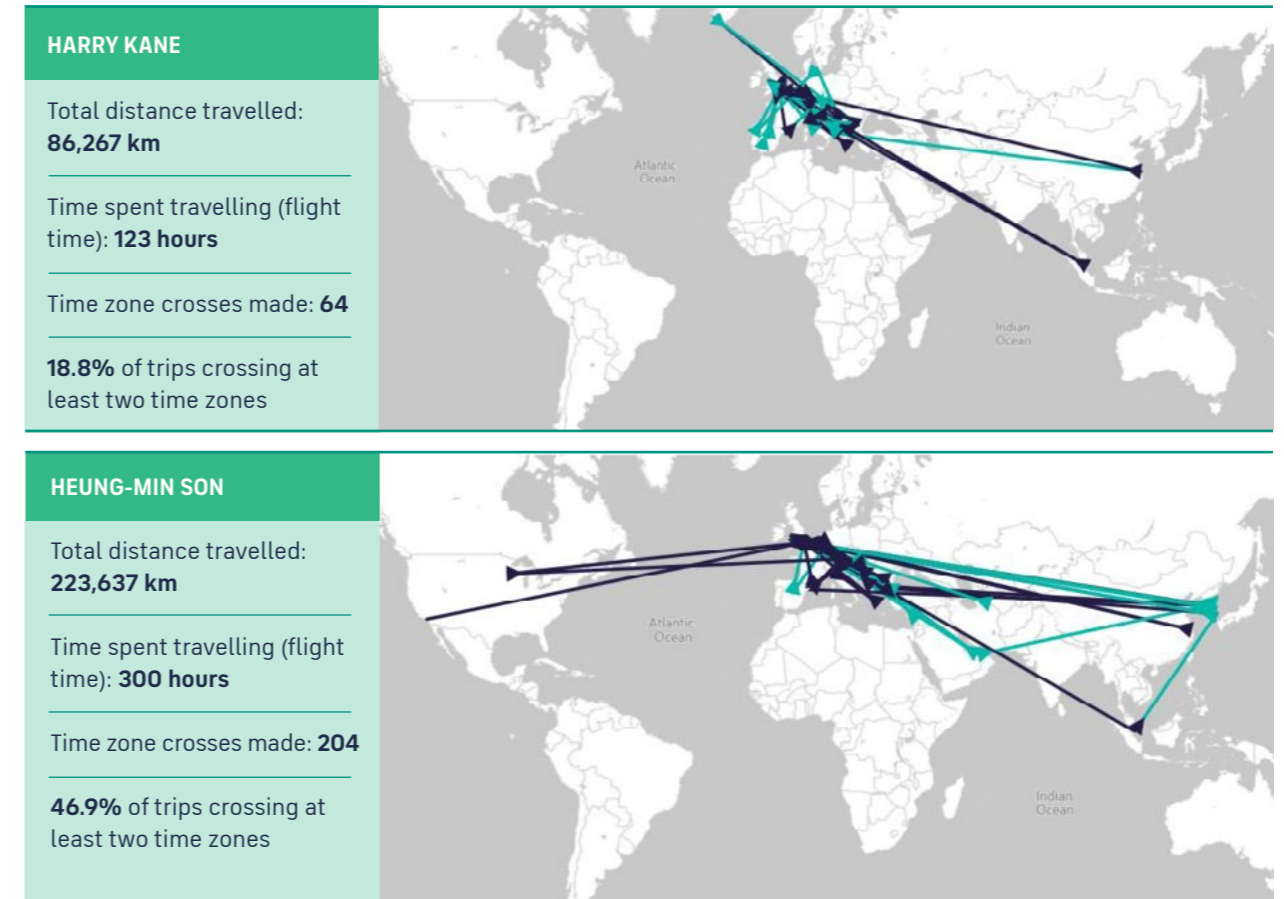 HARRY KANE
Total distance travelled:
86,267 km
Time spent travelling (flight
time): 123 hours
Time zone crosses made: 64
18.8% of trips crossing at
least two time zones
Atlantic
Ocean
Indian
Ocean
HEUNG-MIN SON
Total distance travelled:
223,637 km
Time spent travelling (flight
time): 300 hours
Time zone crosses made: 204
46.9% of trips crossing at
least two time zones
Atlantic
Ocean
Indian
Ocean